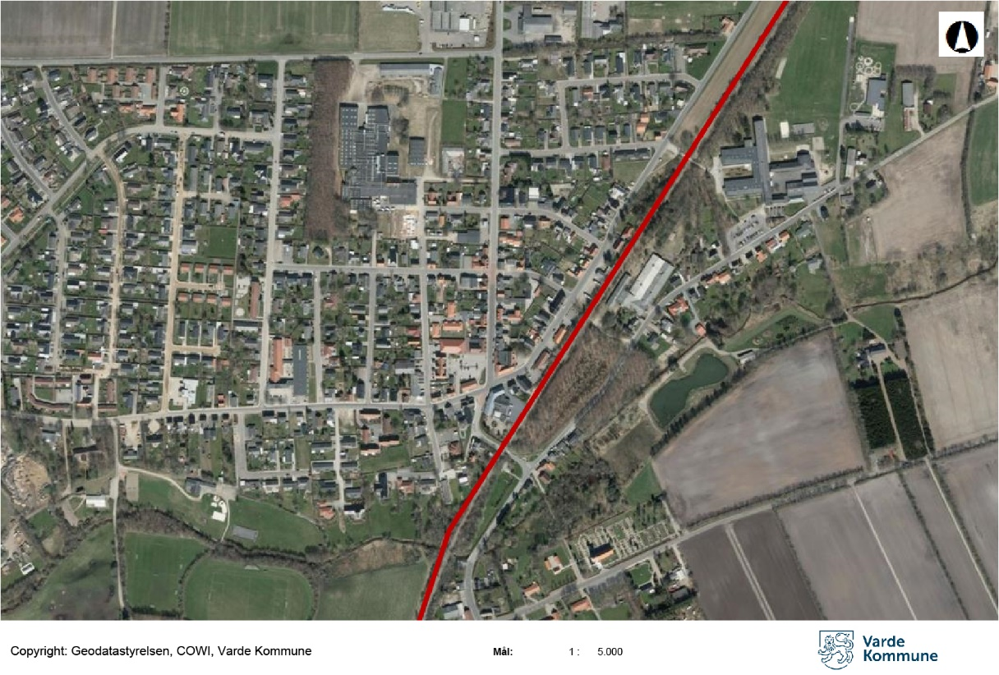 Copyright: Geodatastyrelsen, COWI, Varde Kommune
Mål: 1 : 5.000
Varde
Kommune